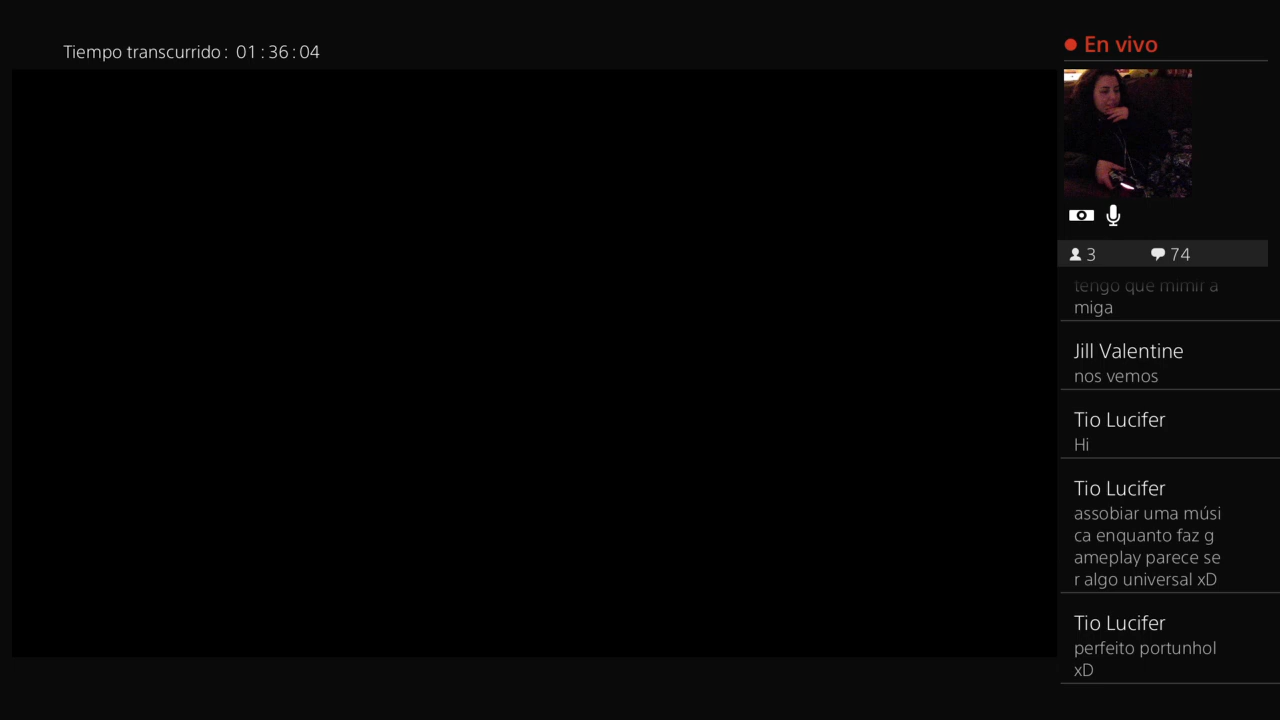 Tiempo transcurrido : 01 : 36 : 04
En vivo
3 74
tengo que mimir a
miga
Jill Valentine
nos vemos
Tio Lucifer
Hi
Tio Lucifer
assobiar uma músi
ca enquanto faz g
ameplay parece se
r algo universal xD
Tio Lucifer
perfeito portunhol
xD